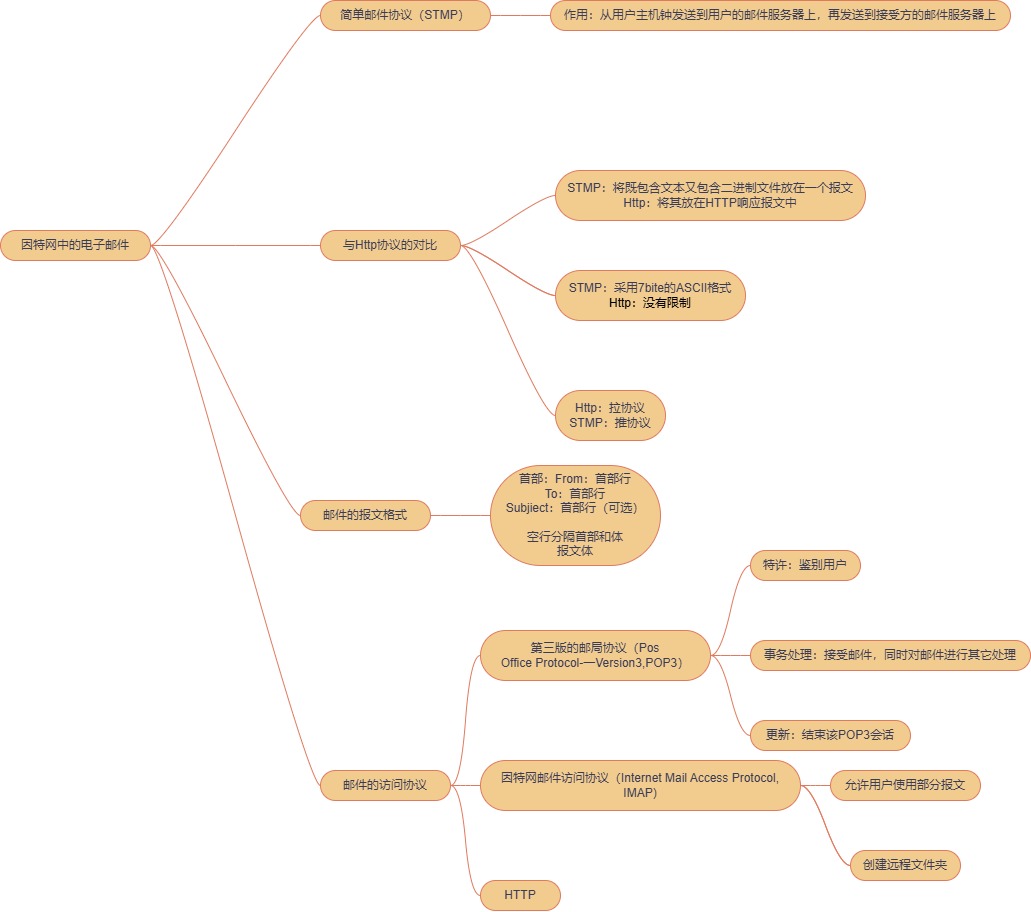 简单邮件协议（STMP）
作用：从用户主机钟发送到用户的邮件服务器上，再发送到接受方的邮件服务器上
因特网中的电子邮件
与Http协议的对比
STMP：将既包含文本又包含二进制文件放在一个报文
Http：将其放在HTTP响应报文中
STMP：采用7bite的ASCII格式
Http：没有限制
Http：拉协议
STMP：推协议
邮件的报文格式
首部：From：首部行
To：首部行
Subjiect：首部行（可选）
空行分隔首部和体
报文体
邮件的访问协议
第三版的邮局协议（Pos
Office Protocol-—Version3,POP3）
特许：鉴别用户
事务处理：接受邮件，同时对邮件进行其它处理
更新：结束该POP3会话
因特网邮件访问协议（Internet Mail Access Protocol,
IMAP）
允许用户使用部分报文
创建远程文件夹
HTTP